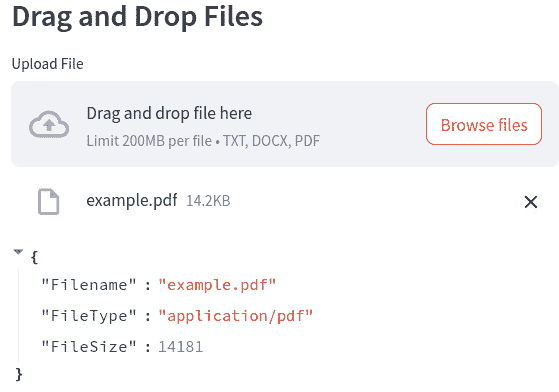 Drag and Drop Files
Upload File
Drag and drop file here
Limit 200MB per file • TXT, DOCX, PDF
Browse files
example.pdf 14.2KB
{
"Filename" : "example.pdf"
"FileType" : "application/pdf"
"FileSize" : 14181
}